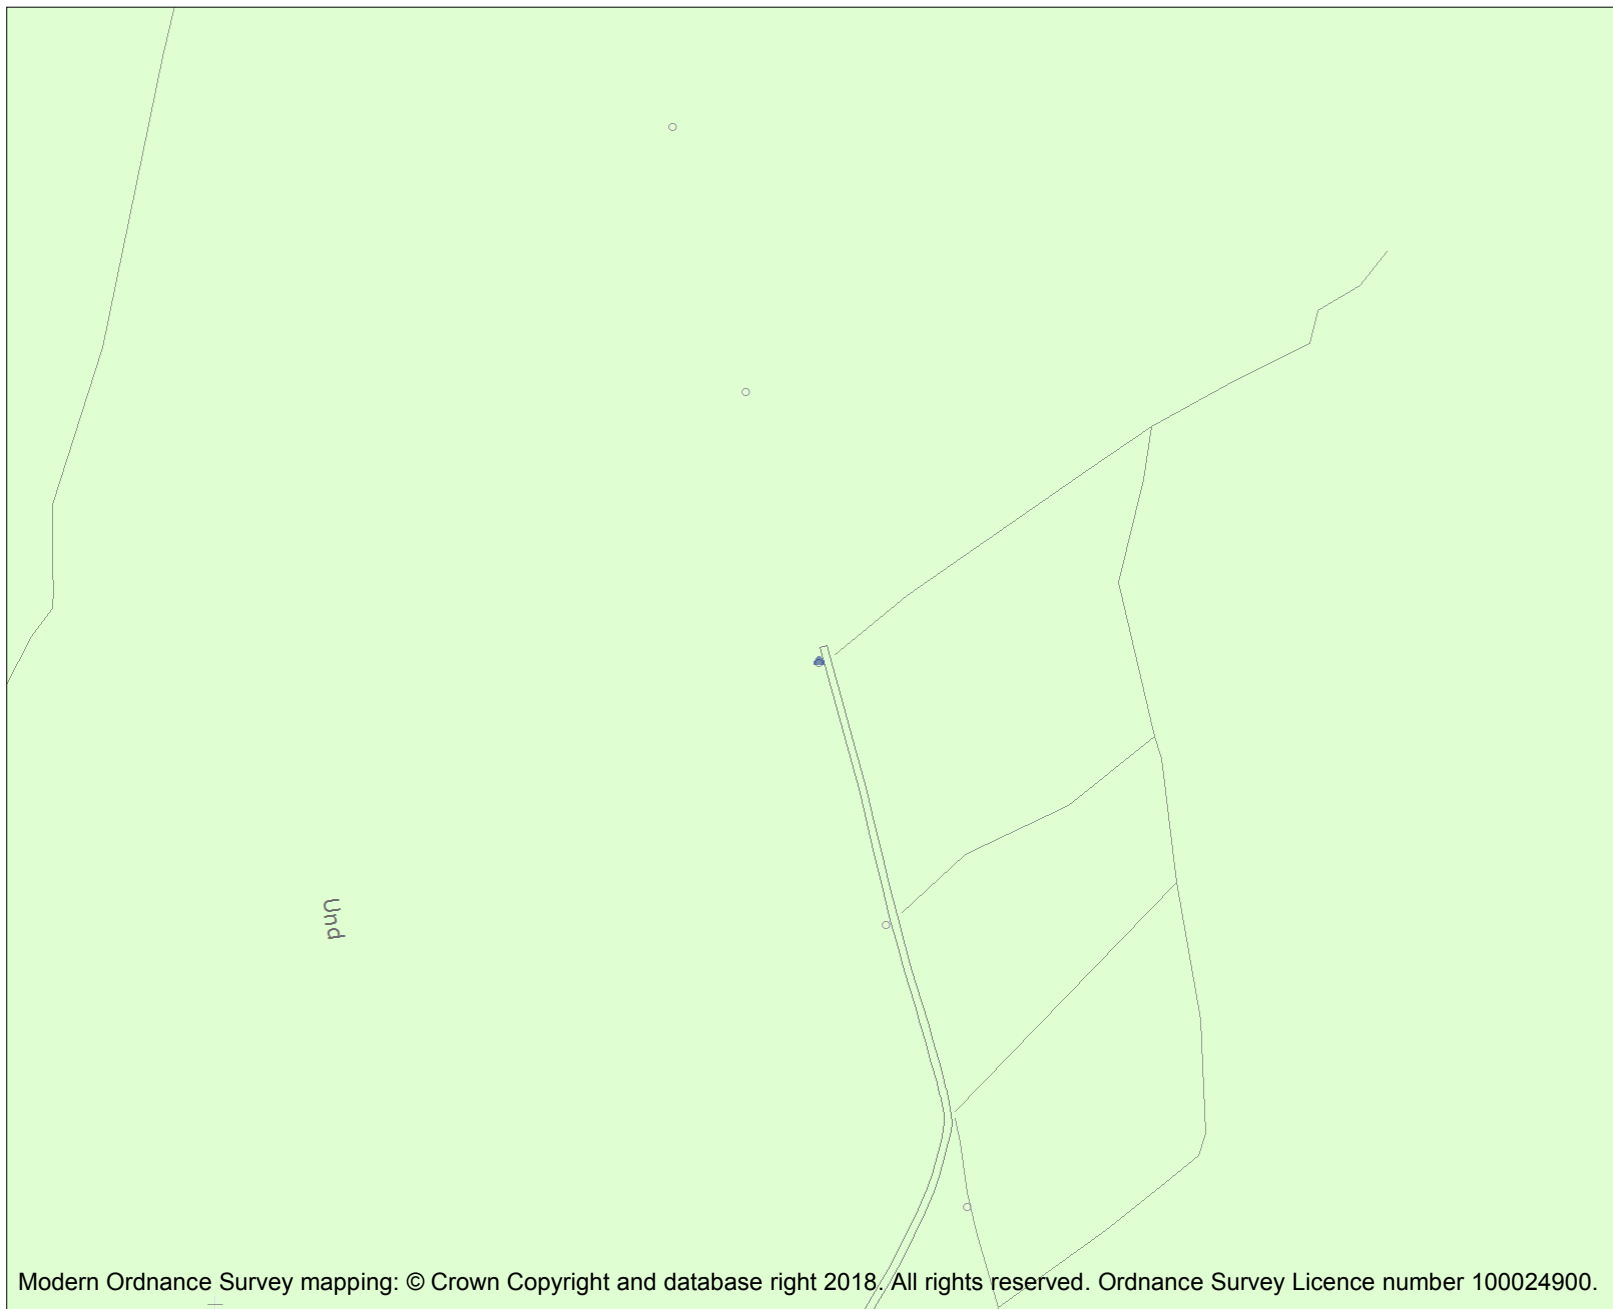 Und
Modern Ordnance Survey mapping: © Crown Copyright and database right 2018. All rights reserved. Ordnance Survey Licence number 100024900.